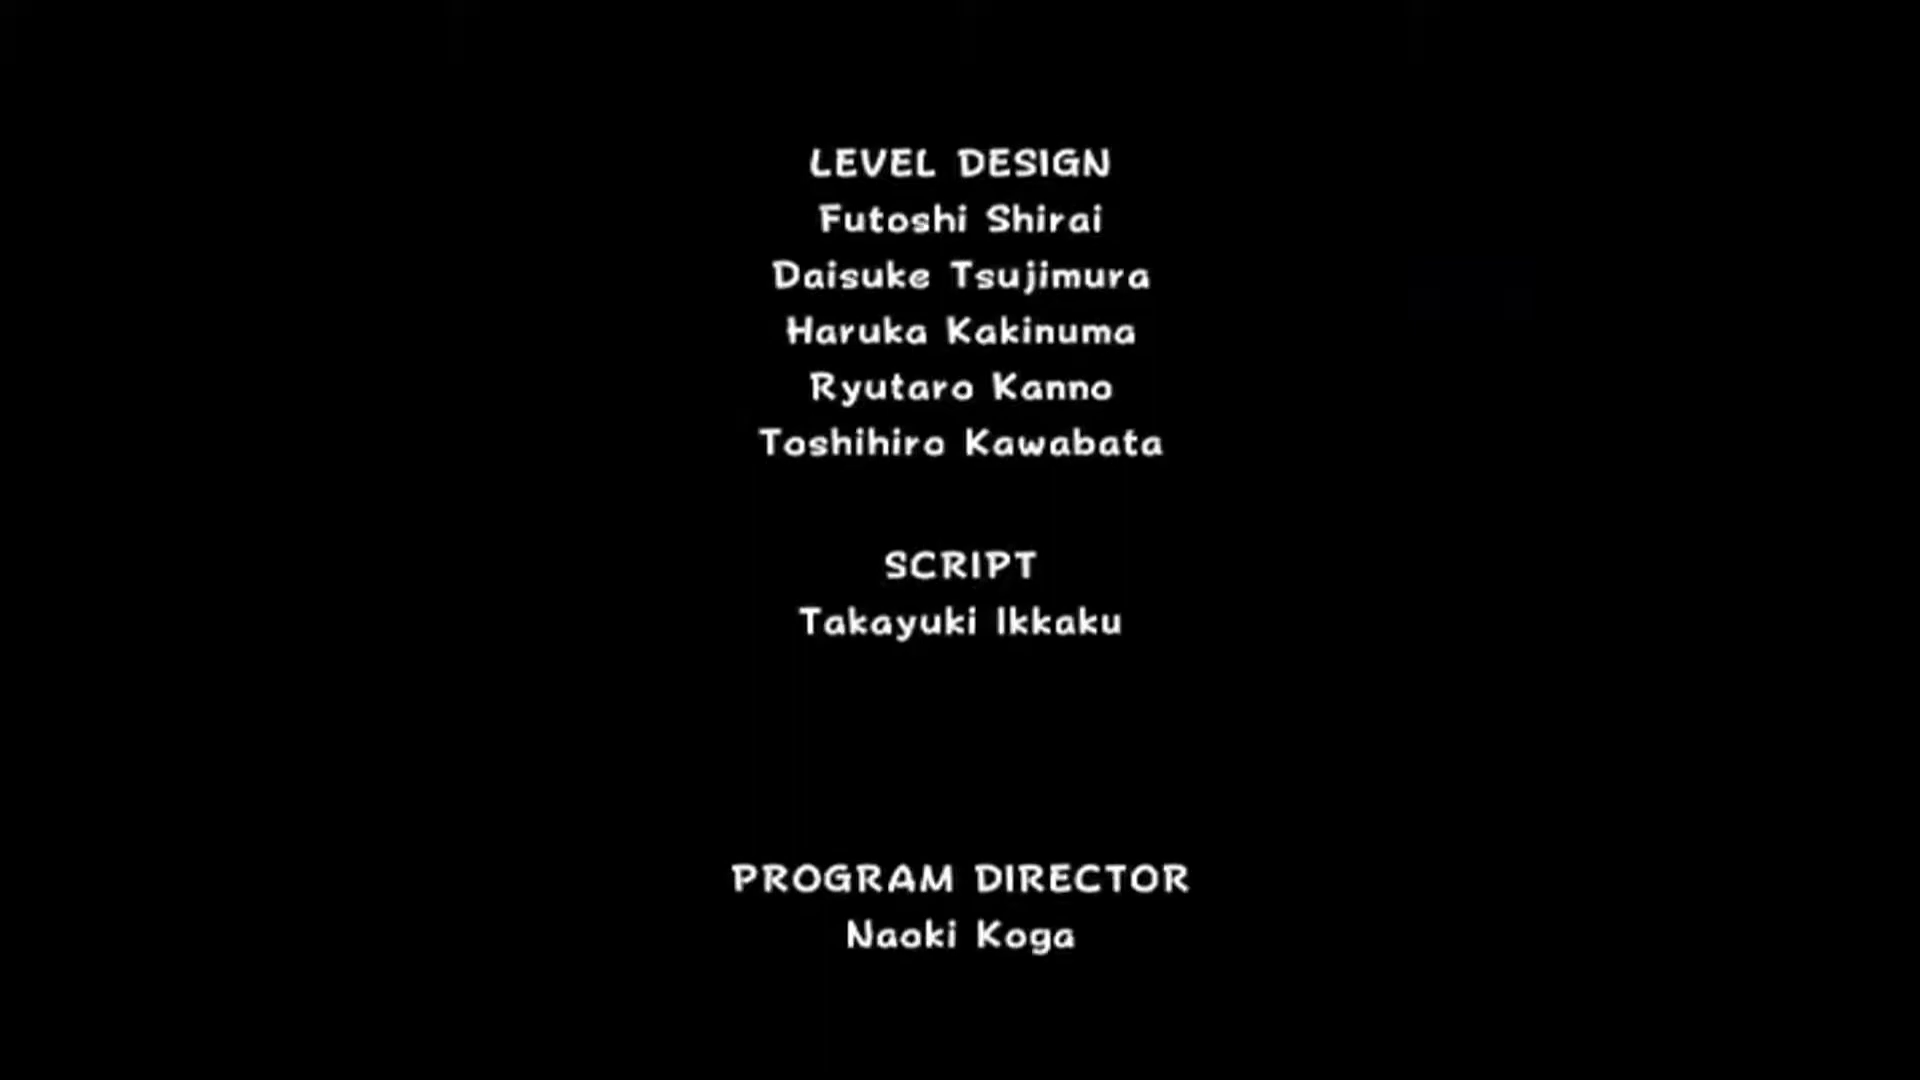 LEVEL DESIGN
Futoshi Shirai
Daisuke Tsujimura
Haruka Kakinuma
Ryutaro Kanno
Toshihiro Kawabata
SCRIPT
Takayuki Ikkaku
PROGRAM DIRECTOR
Naoki Koga